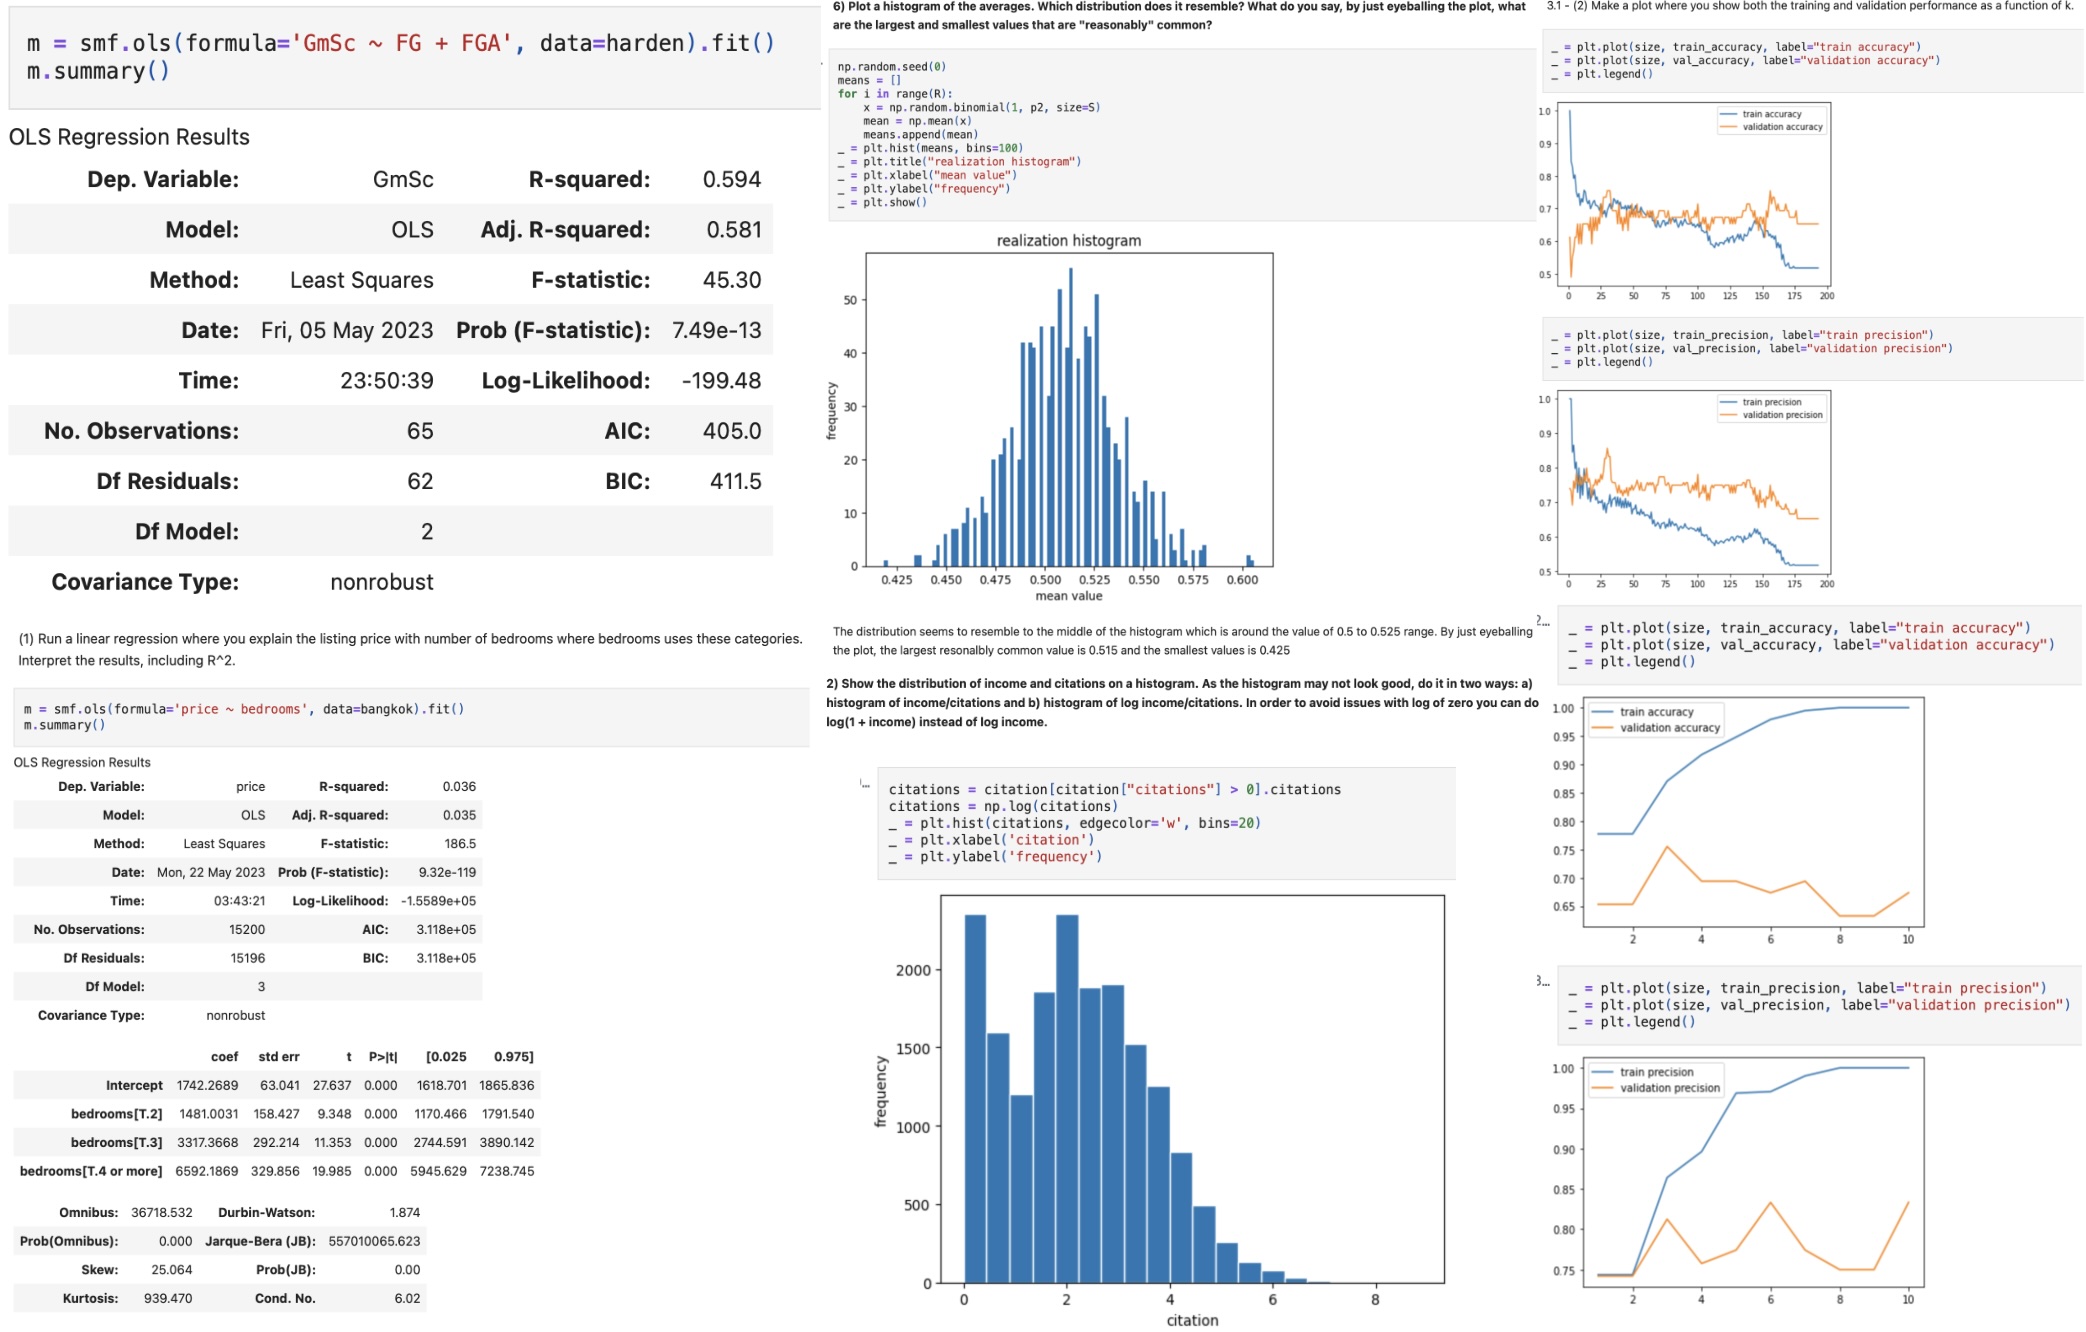 m = smf.ols(formula='GmSc ~ FG + FGA', data=harden).fit()
m.summary()
OLS Regression Results
Dep. Variable: GmSc R-squared: 0.594
Model: OLS Adj. R-squared: 0.581
Method: Least Squares F-statistic: 45.30
Date: Fri, 05 May 2023 Prob (F-statistic): 7.49e-13
Time: 23:50:39 Log-Likelihood: -199.48
No. Observations: 65 AIC: 405.0
Df Residuals: 62 BIC: 411.5
Df Model: 2
Covariance Type: nonrobust
(1) Run a linear regression where you explain the listing price with number of bedrooms where bedrooms uses these categories.
Interpret the results, including R^2.
m = smf.ols(formula='price ~ bedrooms', data=bangkok).fit()
m.summary()
OLS Regression Results
Dep. Variable: price R-squared: 0.036
Model: OLS Adj. R-squared: 0.035
Method: Least Squares F-statistic: 186.5
Date: Mon, 22 May 2023 Prob (F-statistic): 9.32e-119
Time: 03:43:21 Log-Likelihood: -1.5589e+05
No. Observations: 15200 AIC: 3.118e+05
Df Residuals: 15196 BIC: 3.118e+05
Df Model: 3
Covariance Type: nonrobust
coef std err t P>|t| [0.025 0.975]
Intercept 1742.2689 63.041 27.637 0.000 1618.701 1865.836
bedrooms[T.2] 1481.0031 158.427 9.348 0.000 1170.466 1791.540
bedrooms[T.3] 3317.3668 292.214 11.353 0.000 2744.591 3890.142
bedrooms[T.4 or more] 6592.1869 329.856 19.985 0.000 5945.629 7238.745
Omnibus: 36718.532 Durbin-Watson: 1.874
Prob(Omnibus): 0.000 Jarque-Bera (JB): 557010065.623
Skew: 25.064 Prob(JB): 0.00
Kurtosis: 939.470 Cond. No. 6.02
6) Plot a histogram of the averages. Which distribution does it resemble? What do you say, by just eyeballing the plot, what
are the largest and smallest values that are "reasonably" common?
np.random.seed(0)
means = []
for i in range(R):
x = np.random.binomial(1, p2, size=S)
mean = np.mean(x)
means.append(mean)
_ = plt.hist(means, bins=100)
_ = plt.title("realization histogram")
_ = plt.xlabel("mean value")
_ = plt.ylabel("frequency")
_ = plt.show()
realization histogram
frequency
50
40
30
20
10
0
0.425 0.450 0.475 0.500 0.525 0.550 0.575 0.600
mean value
The distribution seems to resemble to the middle of the histogram which is around the value of 0.5 to 0.525 range. By just eyeballing
the plot, the largest resonalbly common value is 0.515 and the smallest values is 0.425
2) Show the distribution of income and citations on a histogram. As the histogram may not look good, do it in two ways: a)
histogram of income/citations and b) histogram of log income/citations. In order to avoid issues with log of zero you can do
log(1 + income) instead of log income.
citations = citation[citation["citations"] > 0].citations
citations = np.log(citations)
_ = plt.hist(citations, edgecolor='w', bins=20)
_ = plt.xlabel('citation')
_ = plt.ylabel('frequency')
frequency
2000
1500
1000
500
0
0 2 4 6 8
citation
3.1 - (2) Make a plot where you show both the training and validation performance as a function of k.
_ = plt.plot(size, train_accuracy, label="train accuracy")
_ = plt.plot(size, val_accuracy, label="validation accuracy")
_ = plt.legend()
train accuracy
validation accuracy
1.0
0.9
0.8
0.7
0.6
0.5
0 25 50 75 100 125 150 175 200
_ = plt.plot(size, train_precision, label="train precision")
_ = plt.plot(size, val_precision, label="validation precision")
_ = plt.legend()
train precision
validation precision
1.0
0.9
0.8
0.7
0.6
0.5
0 25 50 75 100 125 150 175 200
2...
_ = plt.plot(size, train_accuracy, label="train accuracy")
_ = plt.plot(size, val_accuracy, label="validation accuracy")
_ = plt.legend()
train accuracy
validation accuracy
1.00
0.95
0.90
0.85
0.80
0.75
0.70
0.65
2 4 6 8 10
3...
_ = plt.plot(size, train_precision, label="train precision")
_ = plt.plot(size, val_precision, label="validation precision")
_ = plt.legend()
train precision
validation precision
1.00
0.95
0.90
0.85
0.80
0.75
2 4 6 8 10